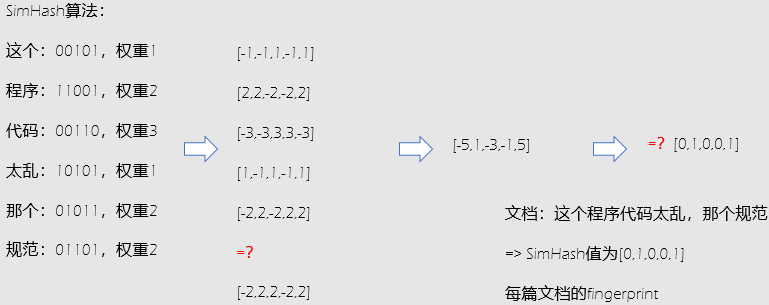 SimHash算法：
这个：00101，权重1
程序：11001，权重2
代码：00110，权重3
太乱：10101，权重1
那个：01011，权重2
规范：01101，权重2
[-1,-1,1,-1,1]
[2,2,-2,-2,2]
[-3,-3,3,3,-3]
[1,-1,1,-1,1]
[-2,2,-2,2,2]
=?
[-2,2,2,-2,2]
[-5,1,-3,-1,5]
=? [0,1,0,0,1]
文档：这个程序代码太乱，那个规范
=> SimHash值为[0,1,0,0,1]
每篇文档的fingerprint